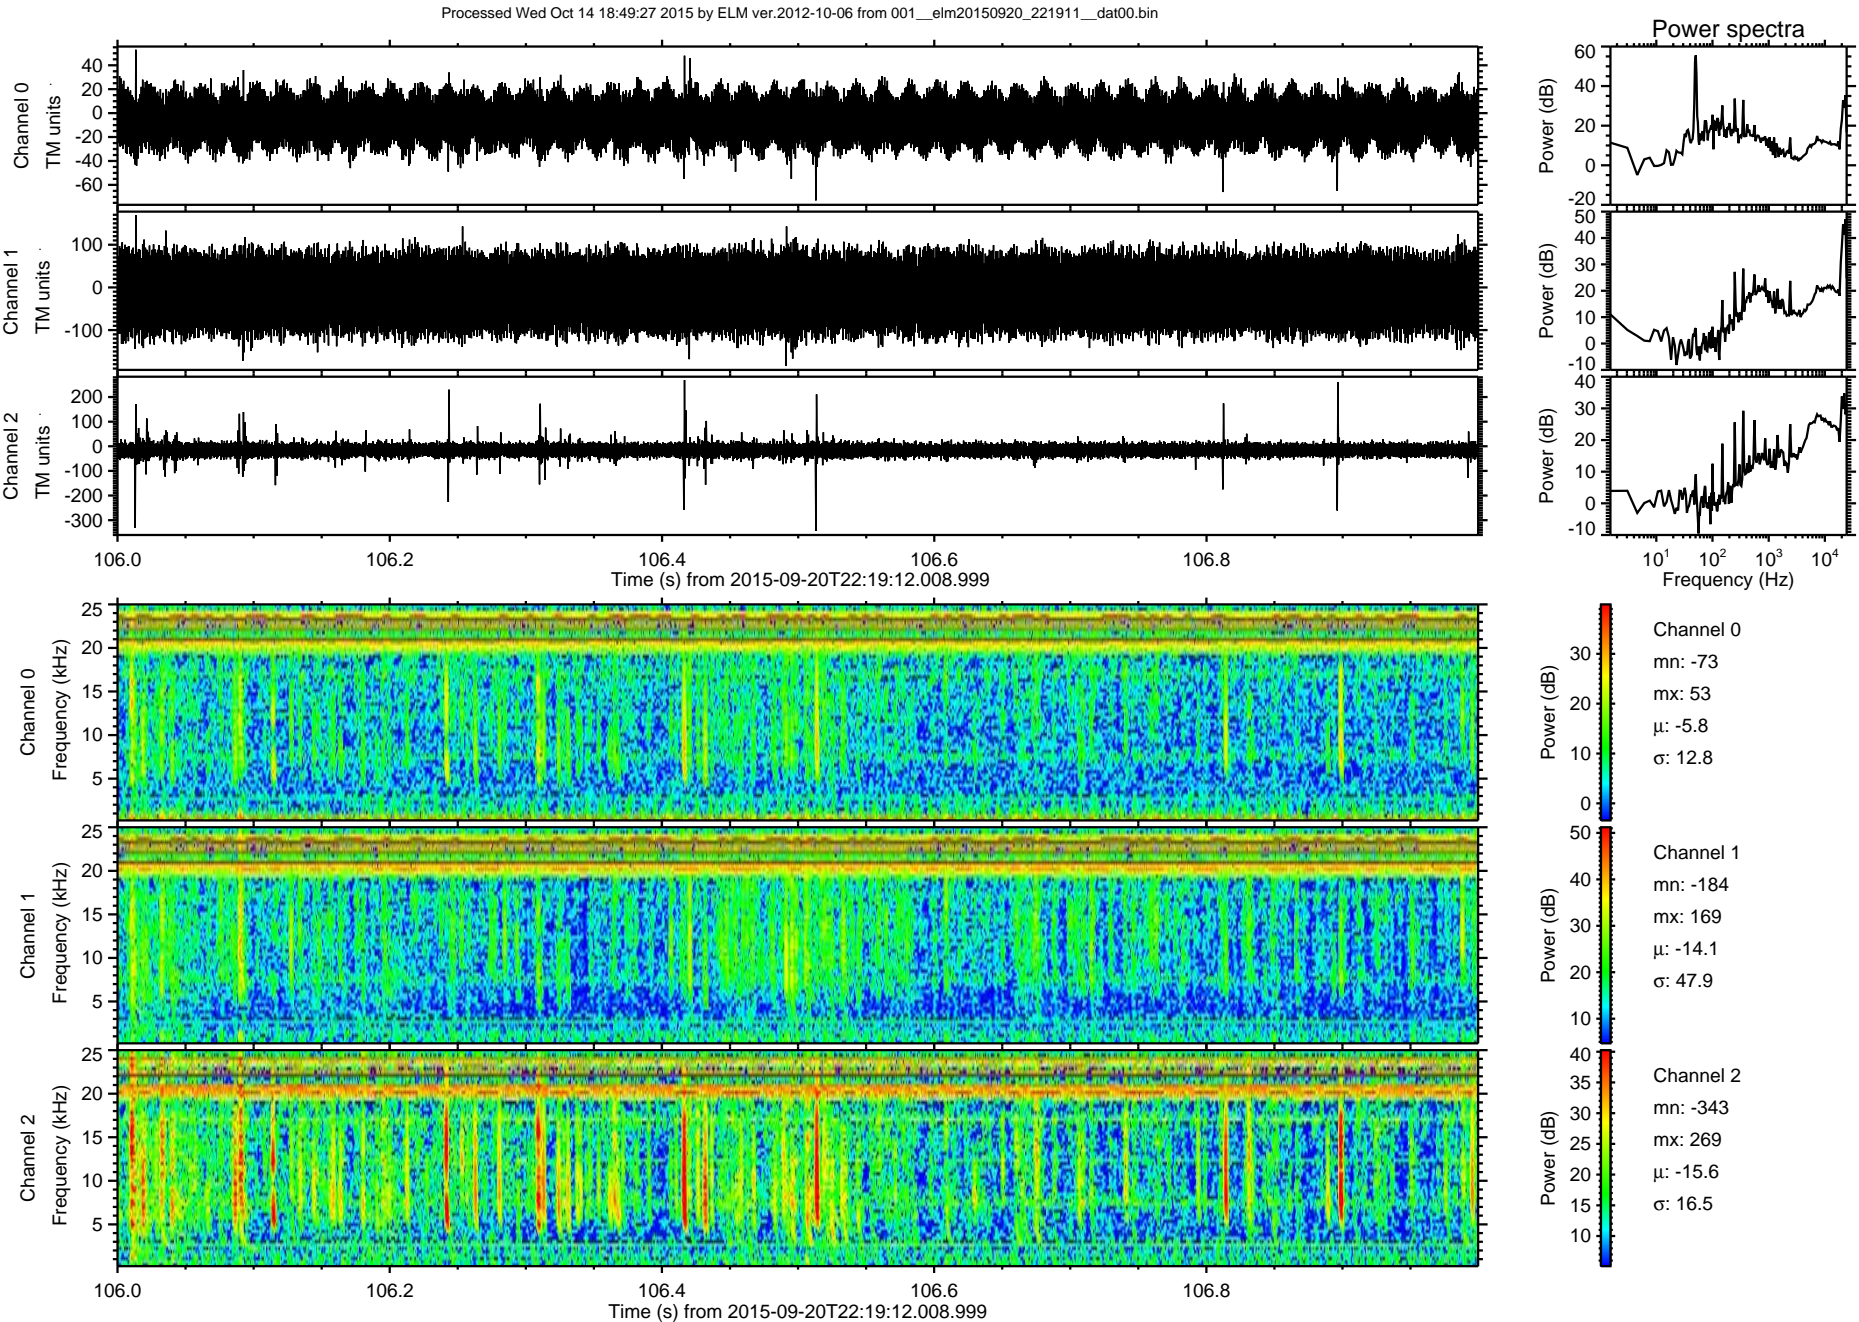 Processed Wed Oct 14 18:49:27 2015 by ELM ver.2012-10-06 from 001__elm20150920_221911__dat00.bin
Power spectra
Channel 0
TM units
40
20
0
-20
-40
-60
Power (dB)
60
40
20
0
-20
Channel 1
TM units
100
0
-100
Power (dB)
50
40
30
20
10
0
-10
Channel 2
TM units
200
100
0
-100
-200
-300
Power (dB)
40
30
20
10
0
-10
106.0 106.2 106.4 106.6 106.8
Time (s) from 2015-09-20T22:19:12.008.999
10^1 10^2 10^3 10^4
Frequency (Hz)
Channel 0
Frequency (kHz)
25
20
15
10
5
Power (dB)
30
20
10
0
Channel 0
mn: -73
mx: 53
μ: -5.8
σ: 12.8
Channel 1
Frequency (kHz)
25
20
15
10
5
Power (dB)
50
40
30
20
10
Channel 1
mn: -184
mx: 169
μ: -14.1
σ: 47.9
Channel 2
Frequency (kHz)
25
20
15
10
5
Power (dB)
40
35
30
25
20
15
10
Channel 2
mn: -343
mx: 269
μ: -15.6
σ: 16.5
106.0 106.2 106.4 106.6 106.8
Time (s) from 2015-09-20T22:19:12.008.999